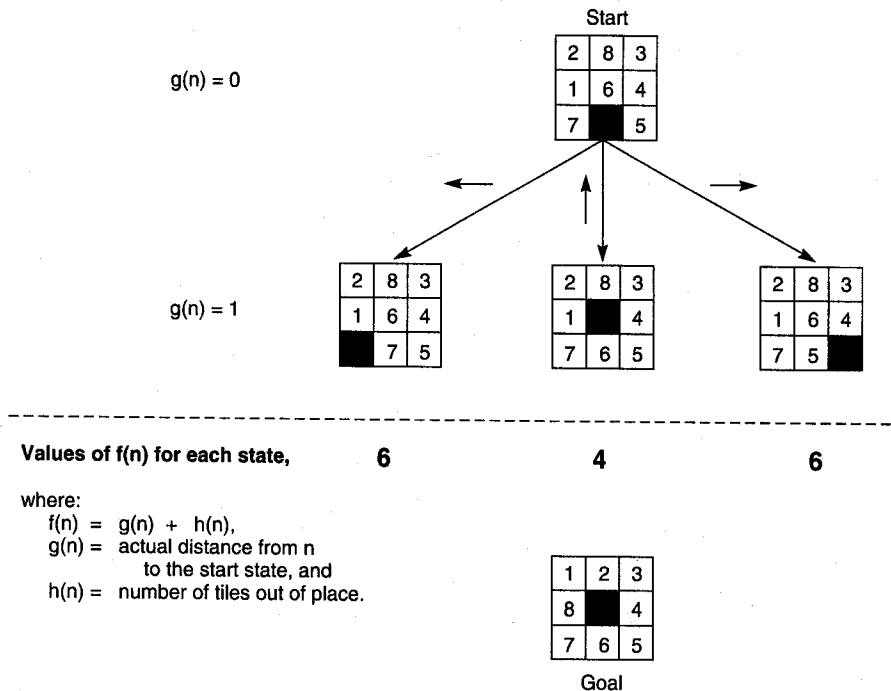 Start
2 8 3
g(n) = 0
1 6 4
7 5
2 8 3 2 8 3 2 8 3
g(n) = 1
1 6 4 1 4 1 6 4
7 5 7 6 5 7 5
Values of f(n) for each state, 6 4 6
where:
f(n) = g(n) + h(n),
g(n) = actual distance from n
to the start state, and
h(n) = number of tiles out of place.
1 2 3
8 4
7 6 5
Goal